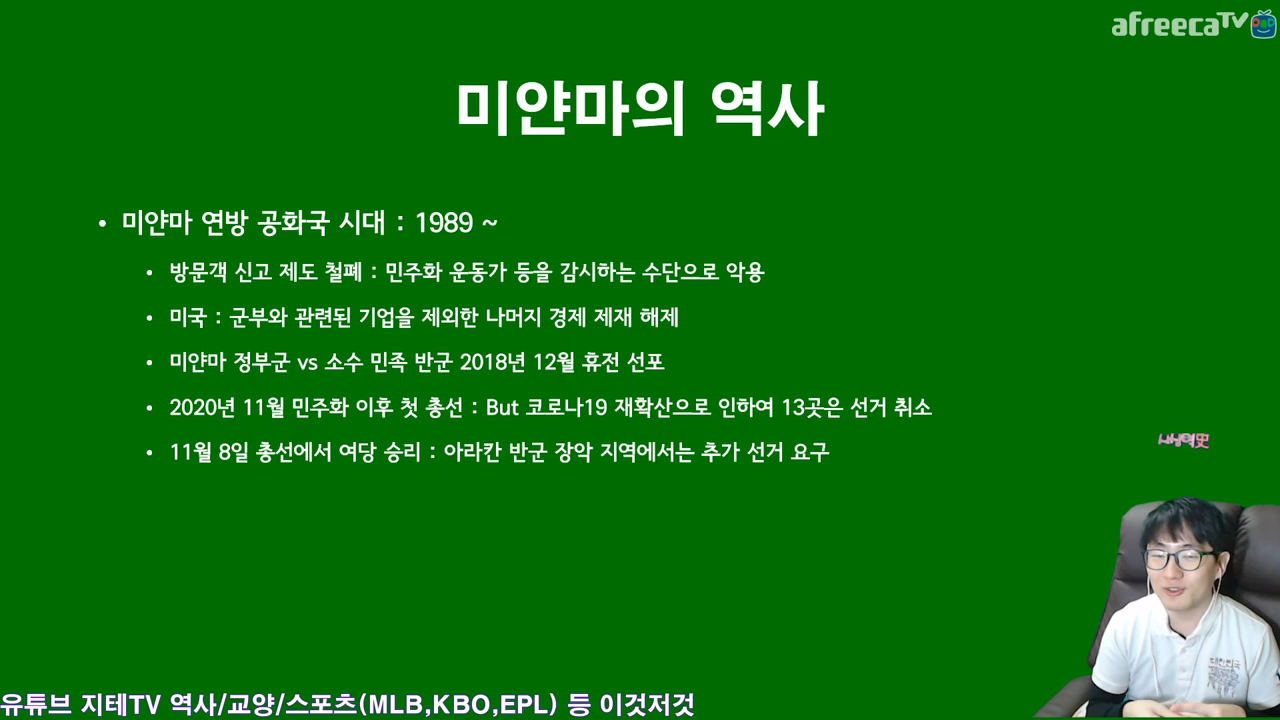 afreecaTV
미얀마의 역사
• 미얀마 연방 공화국 시대 : 1989 ~
• 방문객 신고 제도 철폐 : 민주화 운동가 등을 감시하는 수단으로 악용
• 미국 : 군부와 관련된 기업을 제외한 나머지 경제 제재 해제
• 미얀마 정부군 vs 소수 민족 반군 2018년 12월 휴전 선포
• 2020년 11월 민주화 이후 첫 총선 : But 코로나19 재확산으로 인하여 13곳은 선거 취소
• 11월 8일 총선에서 여당 승리 : 아라칸 반군 장악 지역에서는 추가 선거 요구
대한민국
유튜브 지테TV 역사/교양/스포츠(MLB,KBO,EPL) 등 이것저것